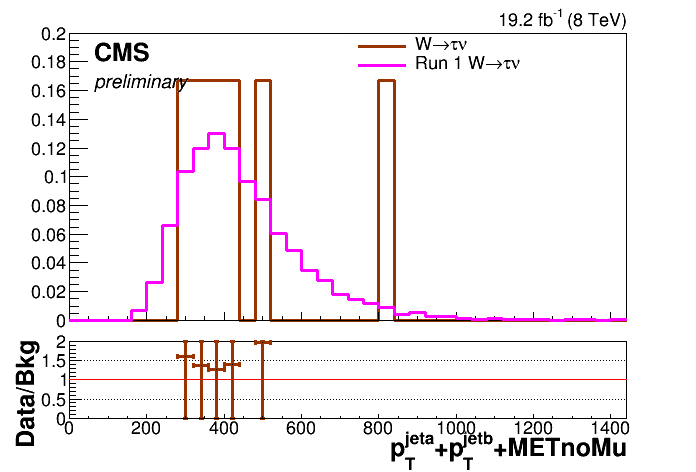 19.2 fb⁻¹ (8 TeV)
CMS
preliminary
W→τν
Run 1 W→τν
0.2
0.18
0.16
0.14
0.12
0.1
0.08
0.06
0.04
0.02
0
Data/Bkg
2
1.5
1
0.5
0
0 200 400 600 800 1000 1200 1400
p_T^jeta+p_T^jetb+METnoMu